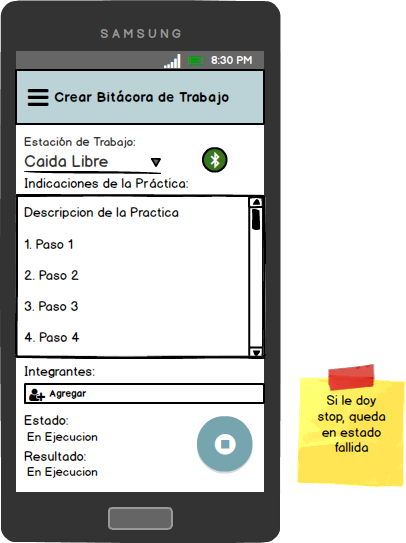 SAMSUNG
8:30 PM
Crear Bitácora de Trabajo
Estación de Trabajo:
Caida Libre
Indicaciones de la Práctica:
Descripcion de la Practica
1. Paso 1
2. Paso 2
3. Paso 3
4. Paso 4
Integrantes:
Agregar
Estado:
En Ejecucion
Resultado:
En Ejecucion
Si le doy
stop, queda
en estado
fallida